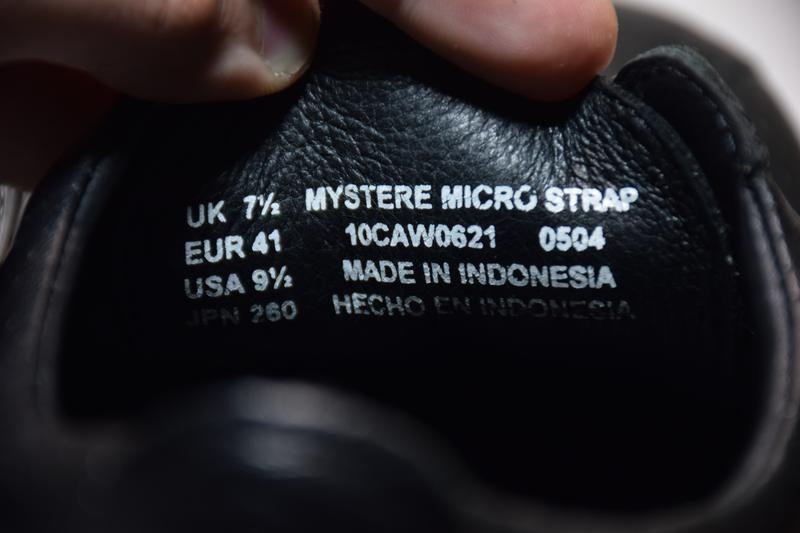 UK 7½ MYSTERE MICRO STRAP
EUR 41 10CAW0621 0504
USA 9½ MADE IN INDONESIA
JPN 260 HECHO EN INDONESIA